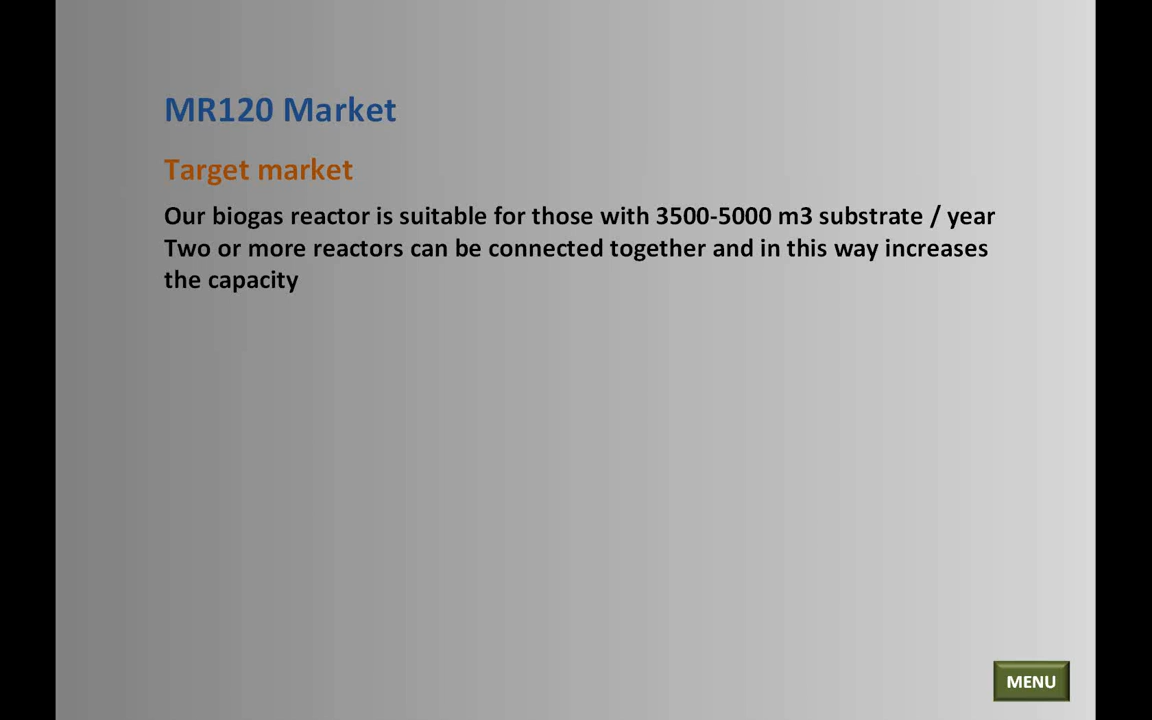 MR120 Market
Target market
Our biogas reactor is suitable for those with 3500-5000 m3 substrate / year
Two or more reactors can be connected together and in this way increases
the capacity
MENU